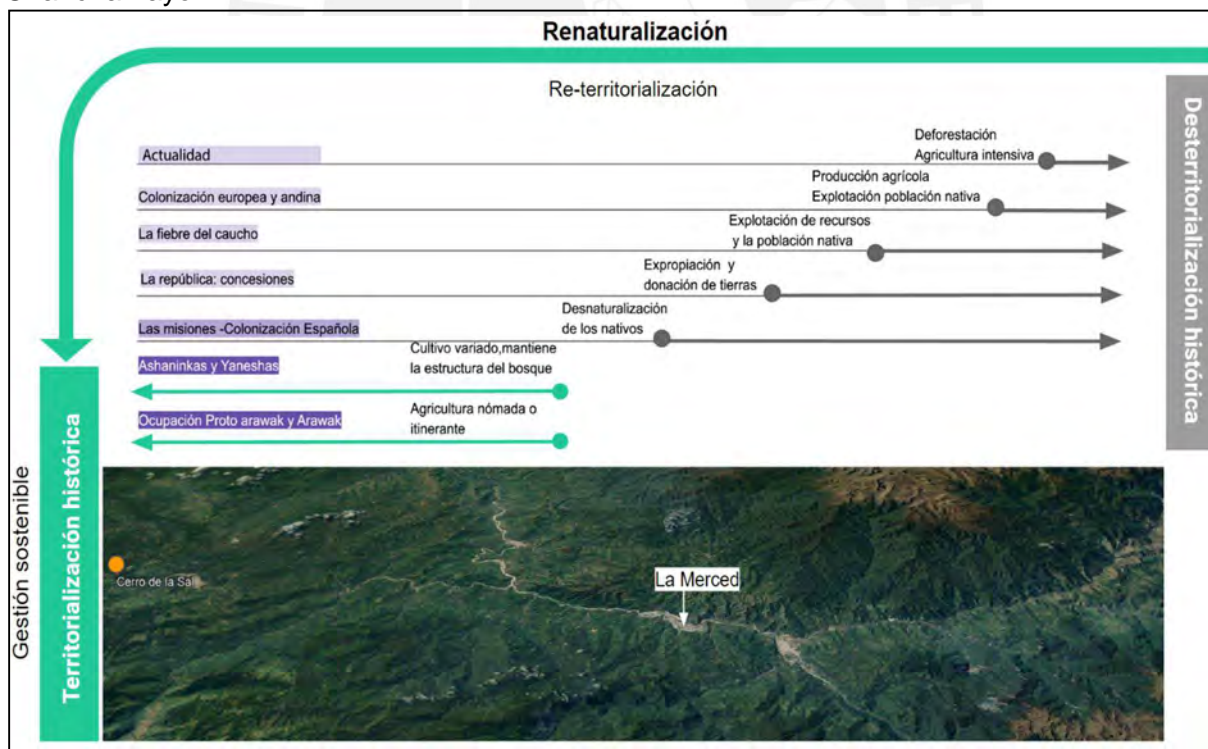 Renaturalización
Re-territorialización
Desterritorialización histórica
Deforestación
Actualidad
Agricultura intensiva
Producción agrícola
Colonización europea y andina
Explotación población nativa
Explotación de recursos
La fiebre del caucho
y la población nativa
Expropiación y
La república: concesiones
donación de tierras
Desnaturalización
Las misiones -Colonización Española
de los nativos
Cultivo variado,mantiene
Ashaninkas y Yaneshas
la estructura del bosque
Agricultura nómada o
Ocupación Proto arawak y Arawak
itinerante
Gestión sostenible
Territorialización histórica
Cerro de la Sal
La Merced